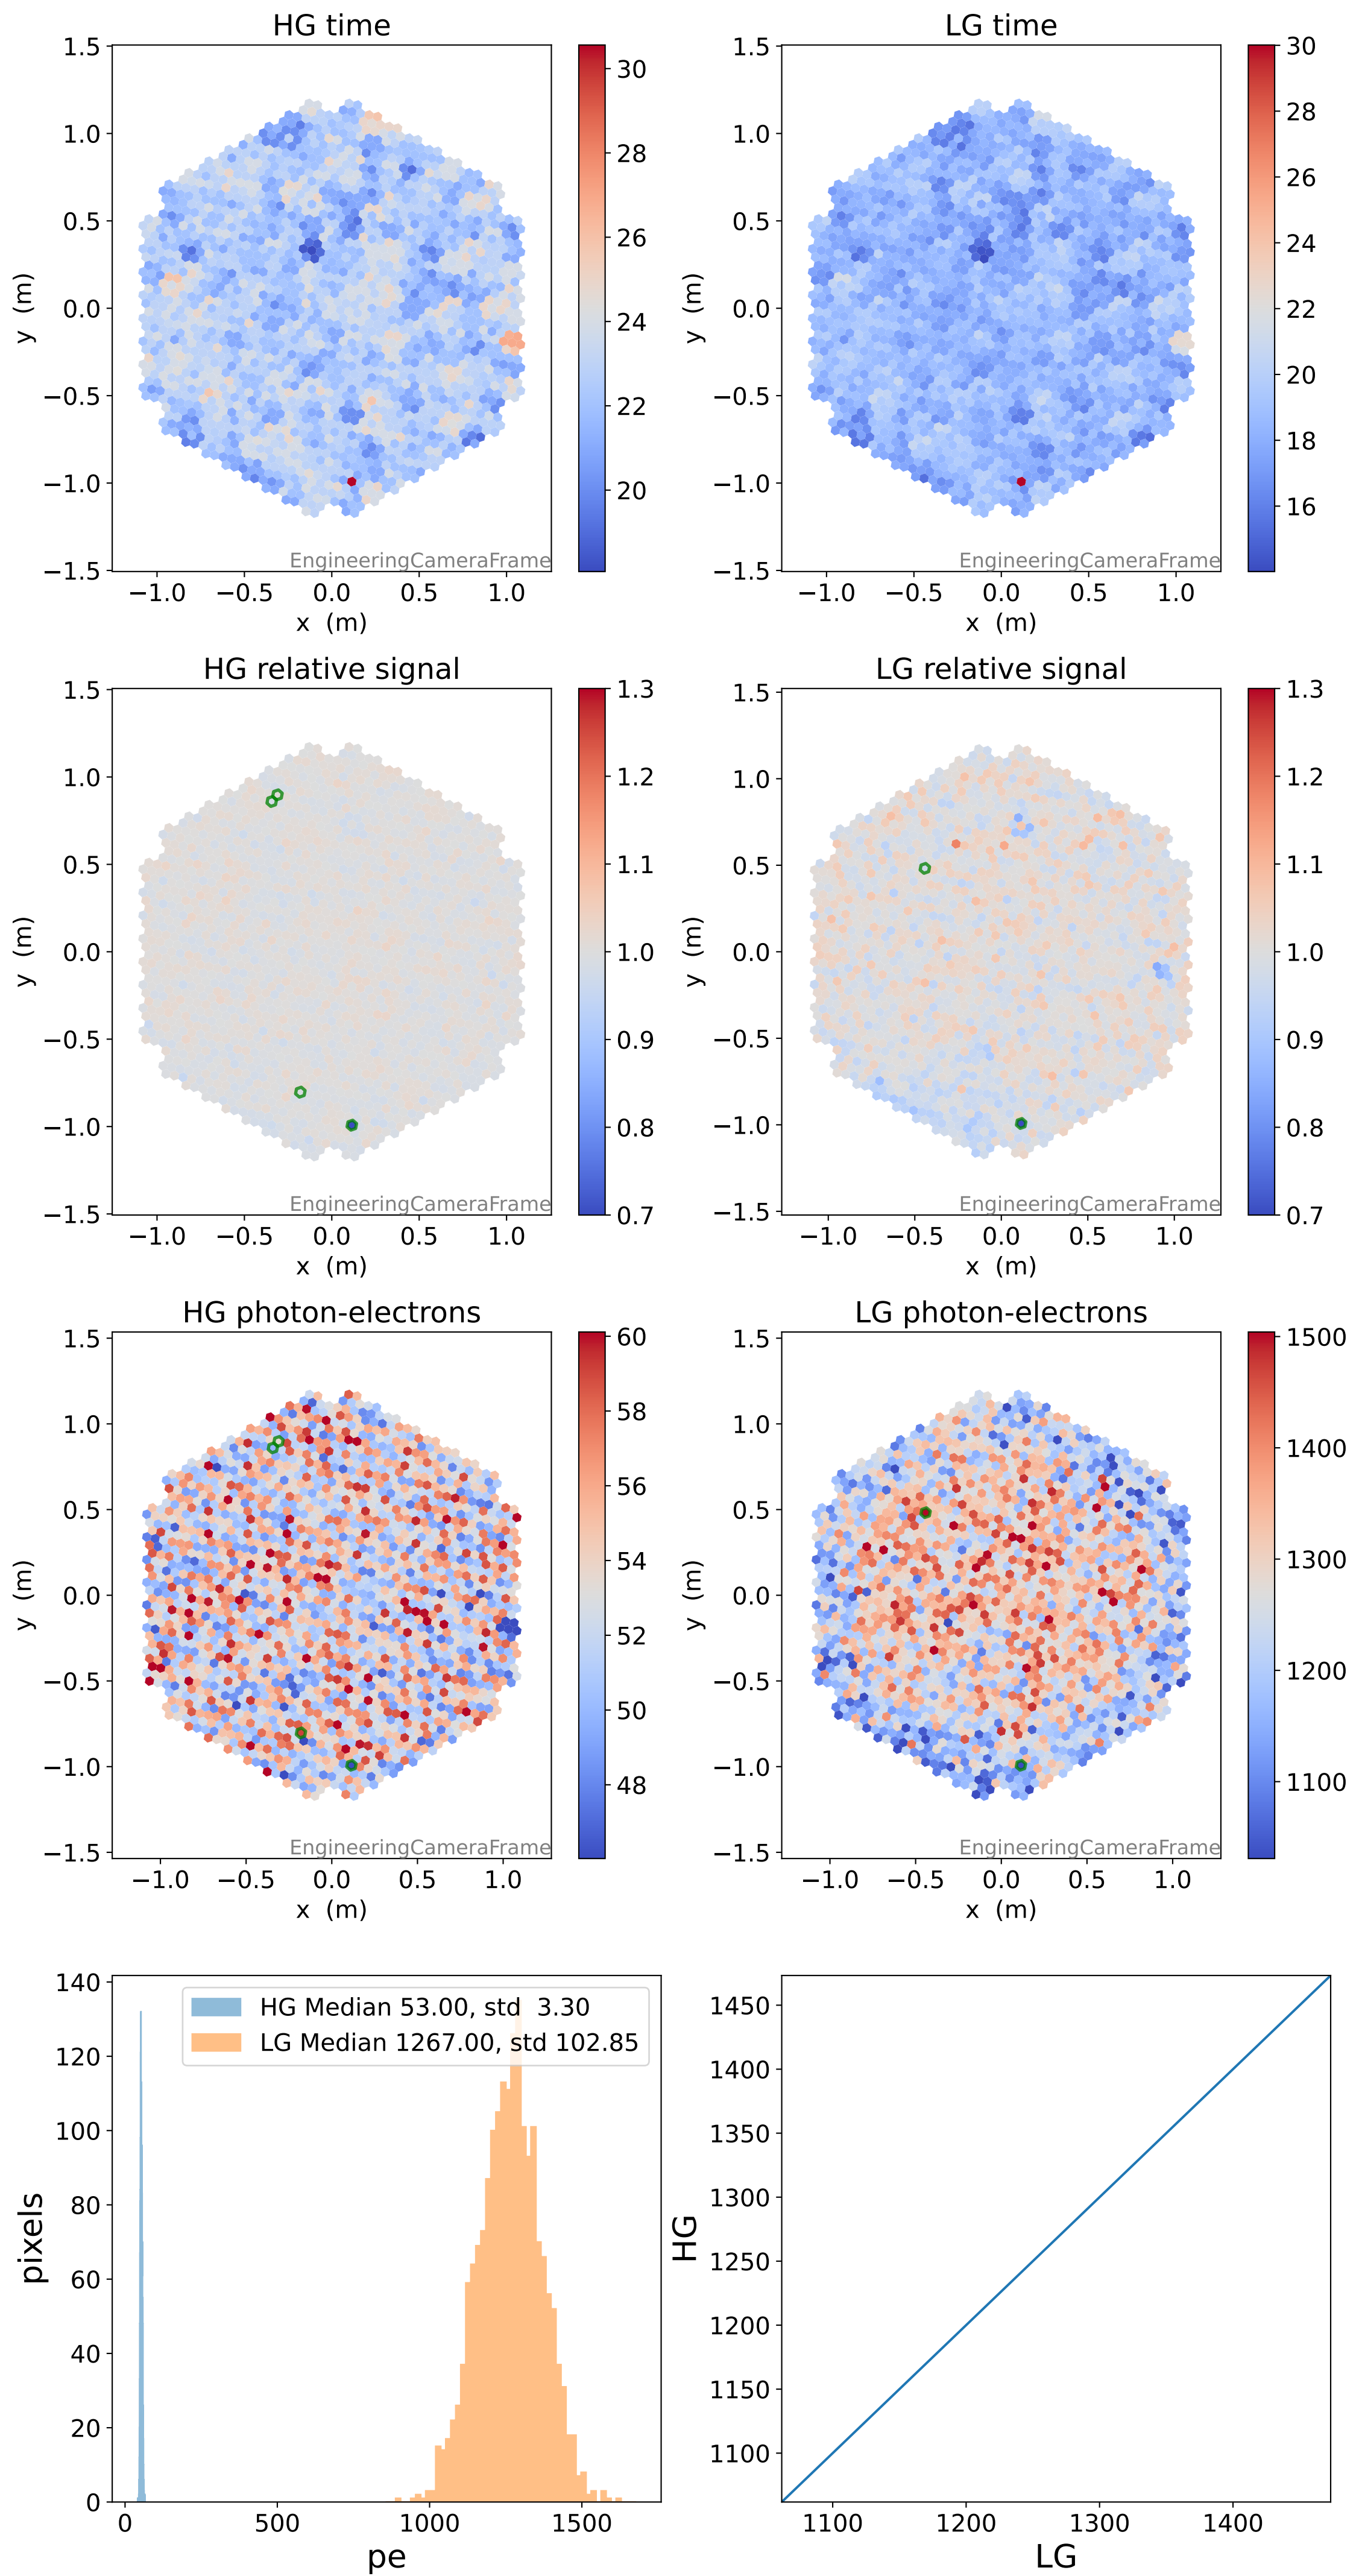 HG time
LG time
1.5
1.0
0.5
0.0
−0.5
−1.0
−1.5
y (m)
−1.0 −0.5 0.0 0.5 1.0
x (m)
EngineeringCameraFrame
30
28
26
24
22
20
1.5
1.0
0.5
0.0
−0.5
−1.0
−1.5
y (m)
−1.0 −0.5 0.0 0.5 1.0
x (m)
EngineeringCameraFrame
30
28
26
24
22
20
18
16
HG relative signal
LG relative signal
1.5
1.0
0.5
0.0
−0.5
−1.0
−1.5
y (m)
−1.0 −0.5 0.0 0.5 1.0
x (m)
EngineeringCameraFrame
1.3
1.2
1.1
1.0
0.9
0.8
0.7
1.5
1.0
0.5
0.0
−0.5
−1.0
−1.5
y (m)
−1.0 −0.5 0.0 0.5 1.0
x (m)
EngineeringCameraFrame
1.3
1.2
1.1
1.0
0.9
0.8
0.7
HG photon-electrons
LG photon-electrons
1.5
1.0
0.5
0.0
−0.5
−1.0
−1.5
y (m)
−1.0 −0.5 0.0 0.5 1.0
x (m)
EngineeringCameraFrame
60
58
56
54
52
50
48
1.5
1.0
0.5
0.0
−0.5
−1.0
−1.5
y (m)
−1.0 −0.5 0.0 0.5 1.0
x (m)
EngineeringCameraFrame
1500
1400
1300
1200
1100
140
120
100
80
60
40
20
0
pixels
HG Median 53.00, std 3.30
LG Median 1267.00, std 102.85
0 500 1000 1500
pe
1450
1400
1350
1300
1250
1200
1150
1100
HG
1100 1200 1300 1400
LG